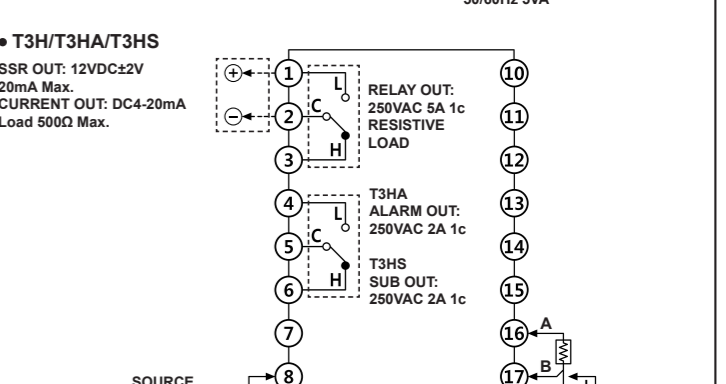 50/60Hz 5VA
• T3H/T3HA/T3HS
SSR OUT: 12VDC±2V
20mA Max.
CURRENT OUT: DC4-20mA
Load 500Ω Max.
+
−
1
2
3
L
C
H
RELAY OUT:
250VAC 5A 1c
RESISTIVE
LOAD
10
11
12
4
5
6
L
C
H
T3HA
ALARM OUT:
250VAC 2A 1c
T3HS
SUB OUT:
250VAC 2A 1c
13
14
15
7
16
A
SOURCE
8
17
B